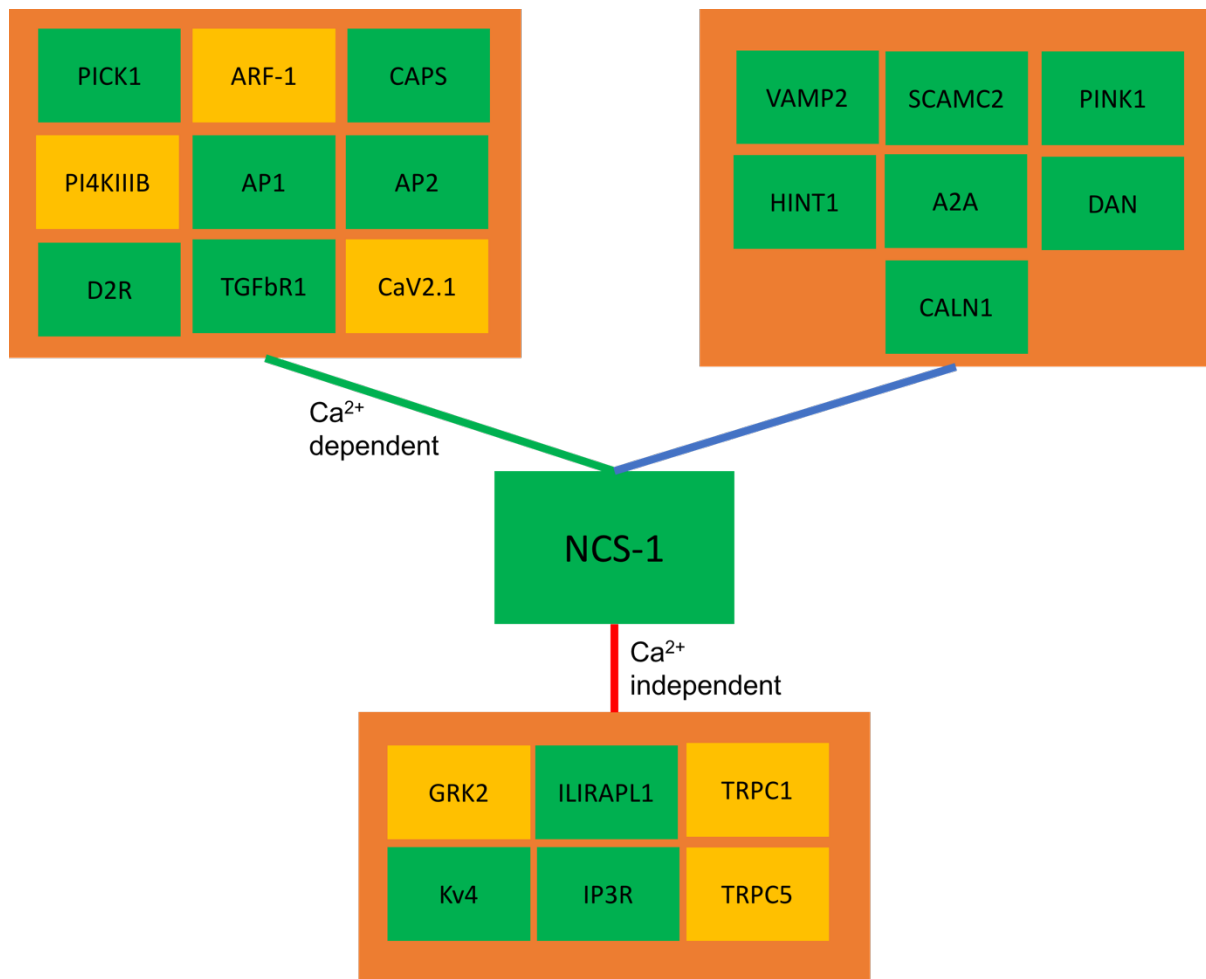 PICK1
ARF-1
CAPS
PI4KIIIB
AP1
AP2
D2R
TGFbR1
CaV2.1
VAMP2
SCAMC2
PINK1
HINT1
A2A
DAN
CALN1
Ca²⁺
dependent
NCS-1
Ca²⁺
independent
GRK2
ILIRAPL1
TRPC1
Kv4
IP3R
TRPC5